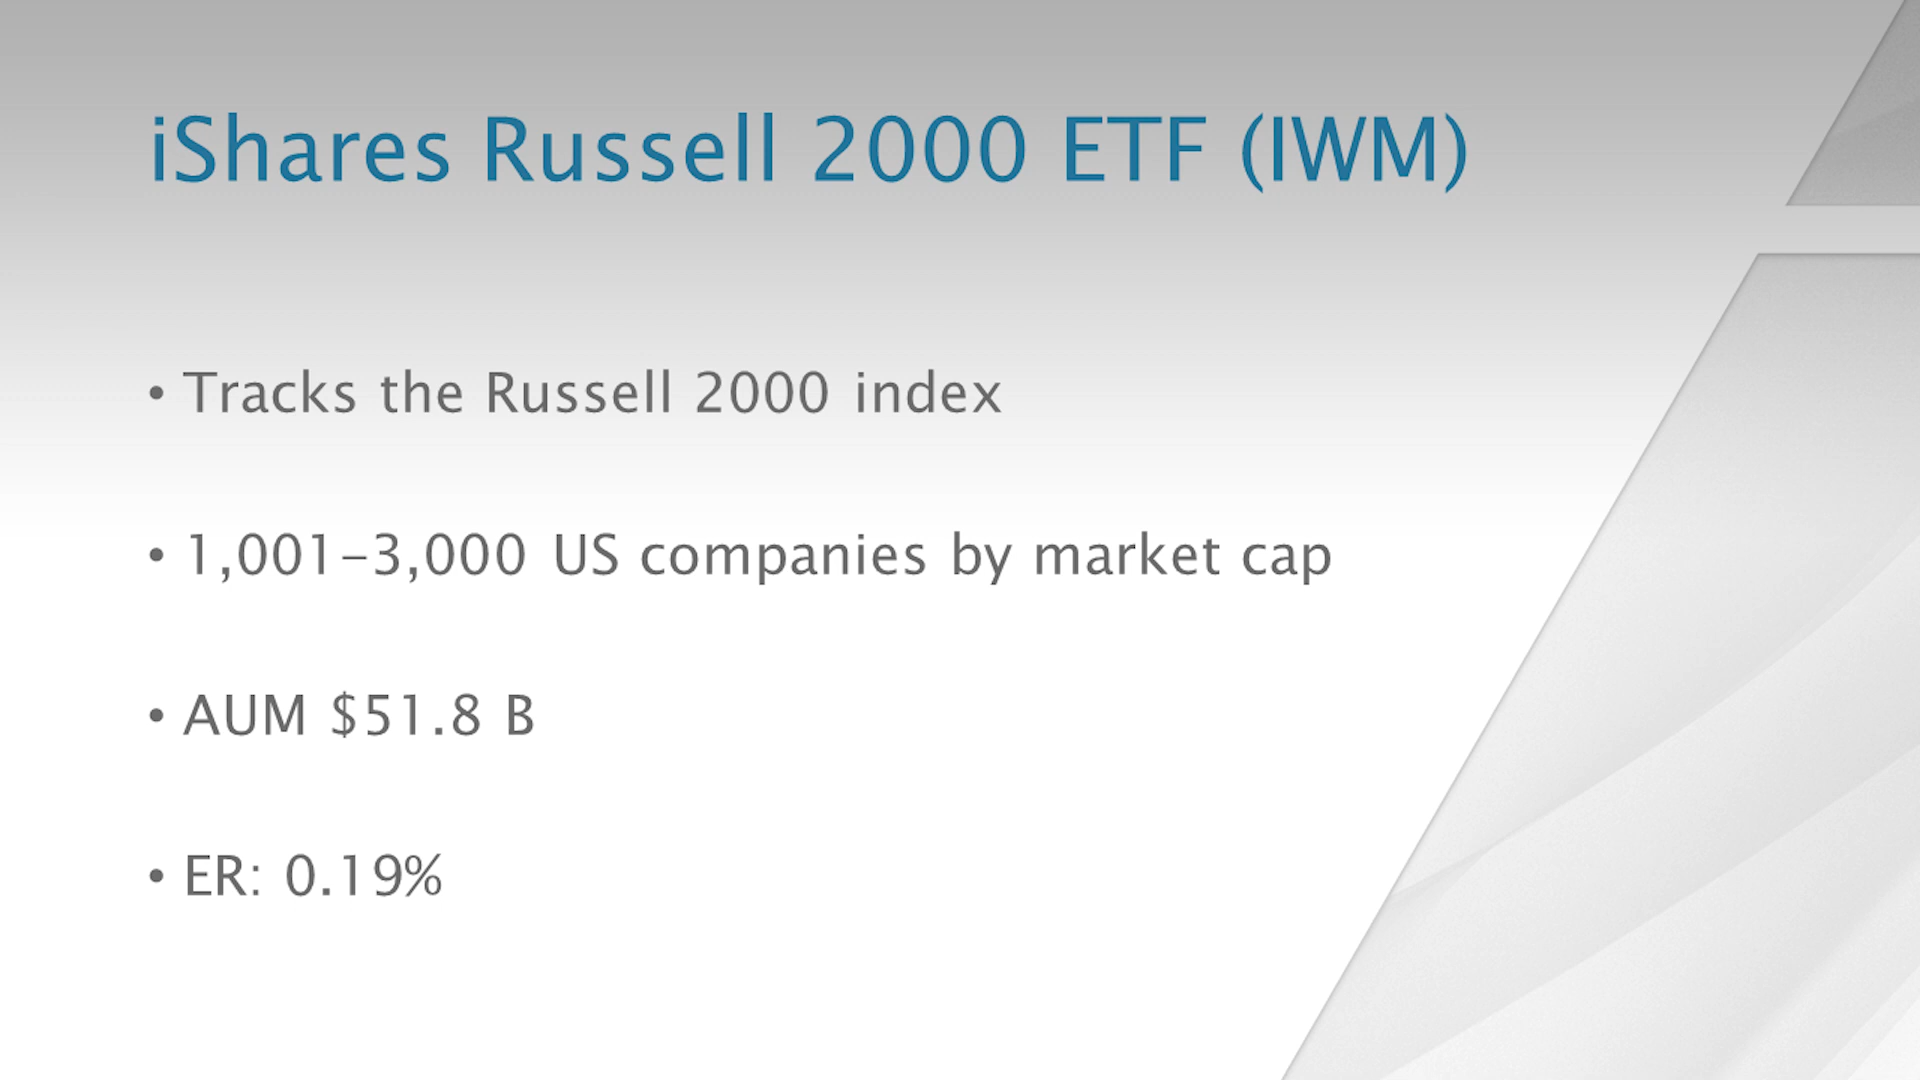 iShares Russell 2000 ETF (IWM)
• Tracks the Russell 2000 index
• 1,001-3,000 US companies by market cap
• AUM $51.8 B
• ER: 0.19%